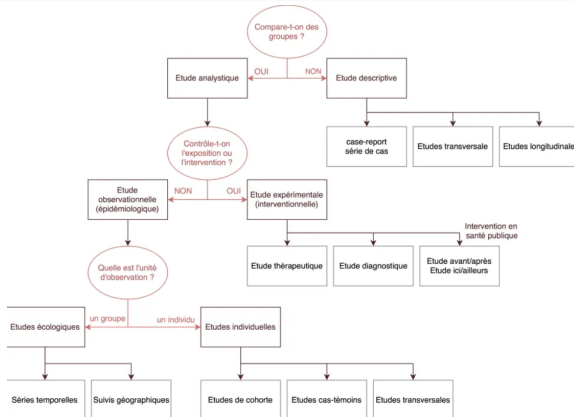 Compare-t-on des
groupes ?
OUI
NON
Etude analystique
Etude descriptive
Contrôle-t-on
l'exposition ou
l'intervention ?
case-report
série de cas
Etudes transversale
Etudes longitudinale
NON
OUI
Etude
observationnelle
(épidémiologique)
Etude expérimentale
(interventionnelle)
Intervention en
santé publique
Quelle est l'unité
d'observation ?
Etude thérapeutique
Etude diagnostique
Etude avant/après
Etude ici/ailleurs
un groupe
un individu
Etudes écologiques
Etudes individuelles
Séries temporelles
Suivis géographiques
Etudes de cohorte
Etudes cas-témoins
Etudes transversales